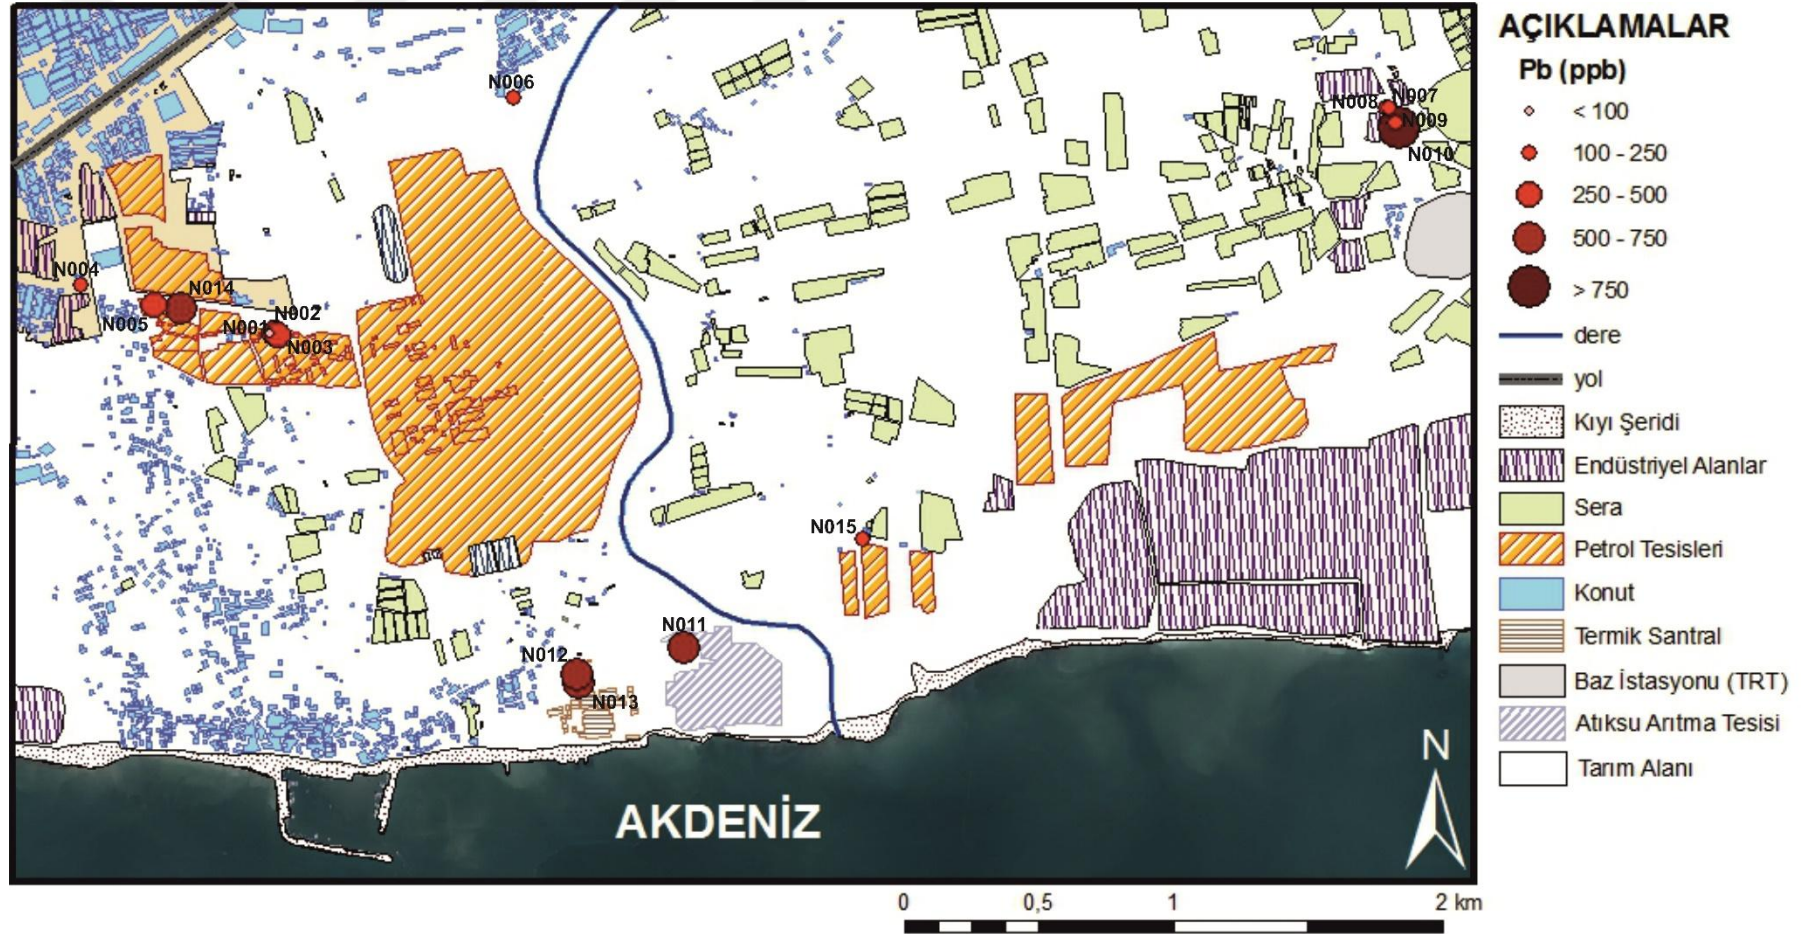 AÇIKLAMALAR
Pb (ppb)
< 100
100 - 250
250 - 500
500 - 750
> 750
dere
yol
Kıyı Şeridi
Endüstriyel Alanlar
Sera
Petrol Tesisleri
Konut
Termik Santral
Baz İstasyonu (TRT)
Atıksu Arıtma Tesisi
Tarım Alanı
N006
N008
N007
N009
N010
N004
N014
N005
N001
N002
N003
N015
N011
N012
N013
AKDENİZ
N
0 0,5 1 2 km